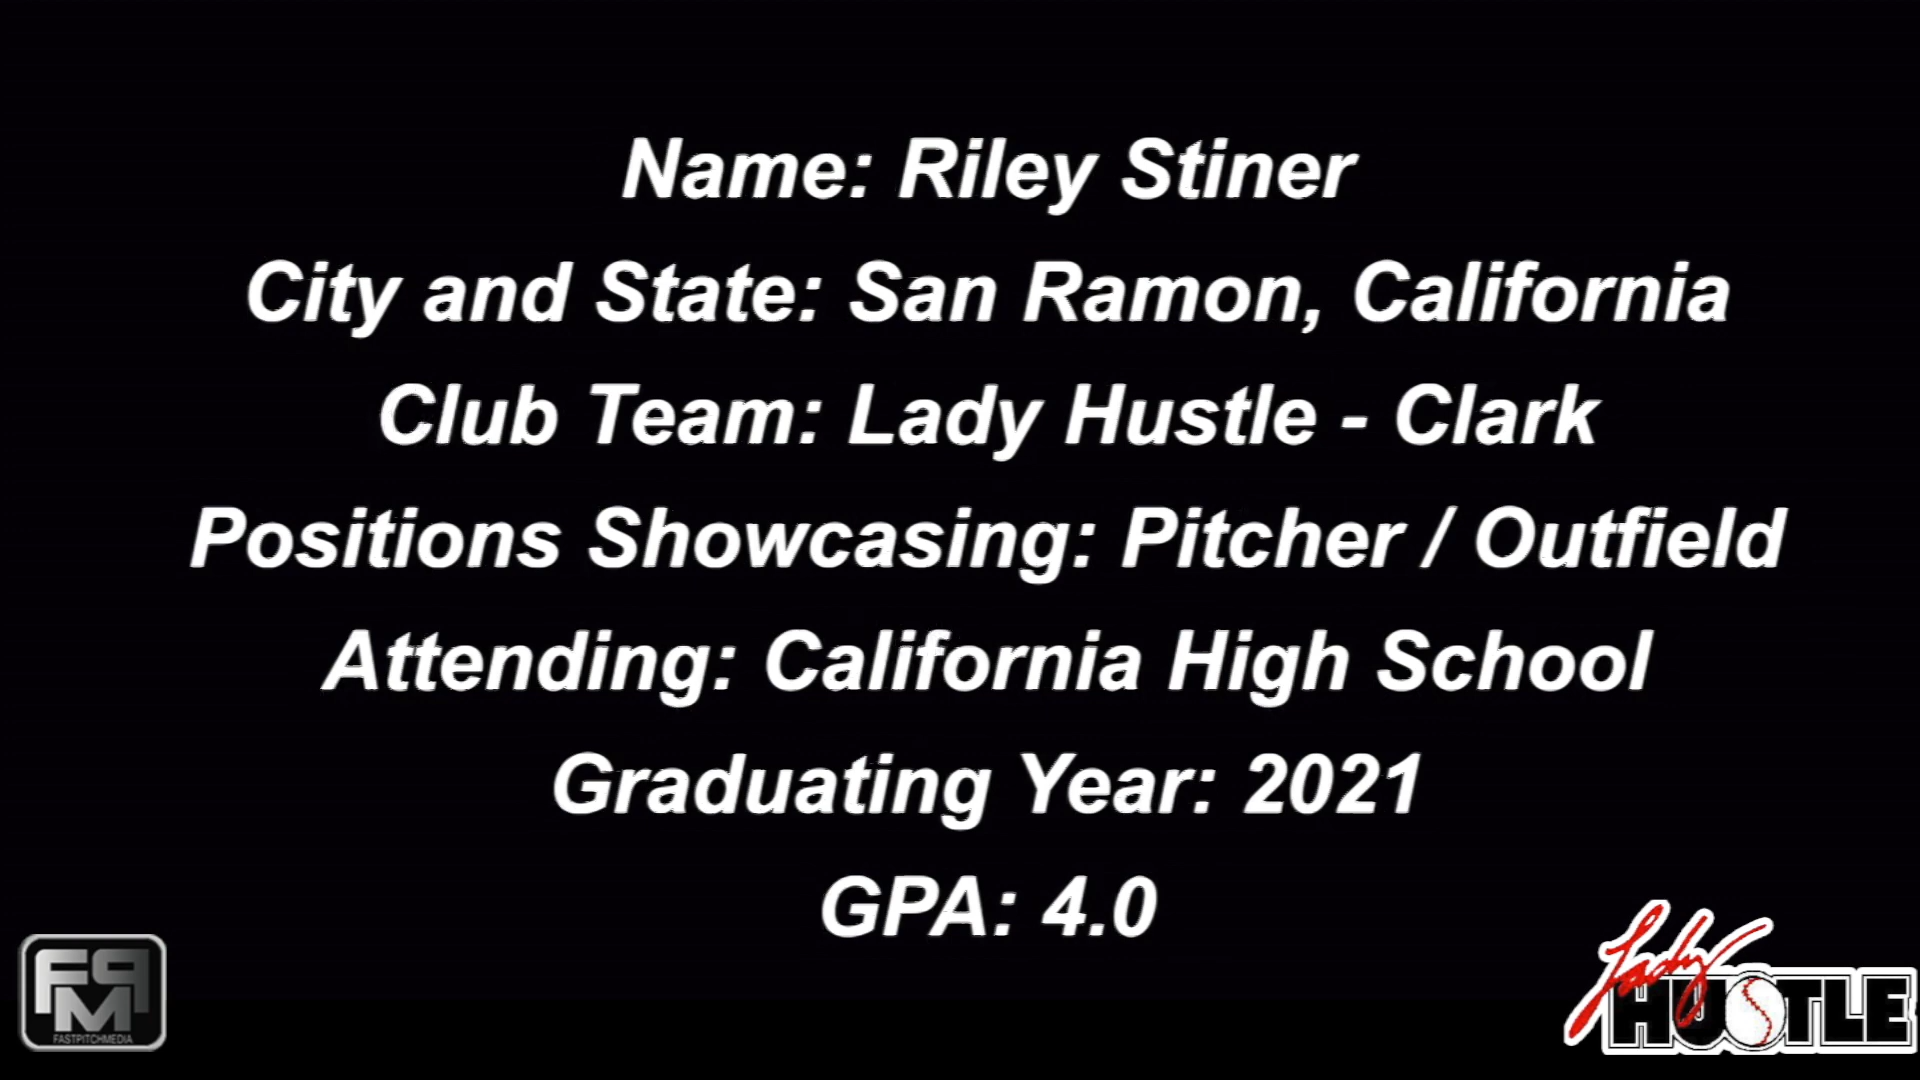 Name: Riley Stiner
City and State: San Ramon, California
Club Team: Lady Hustle - Clark
Positions Showcasing: Pitcher / Outfield
Attending: California High School
Graduating Year: 2021
GPA: 4.0
FPM
FASTPITCHMEDIA
Lady
HUSTLE